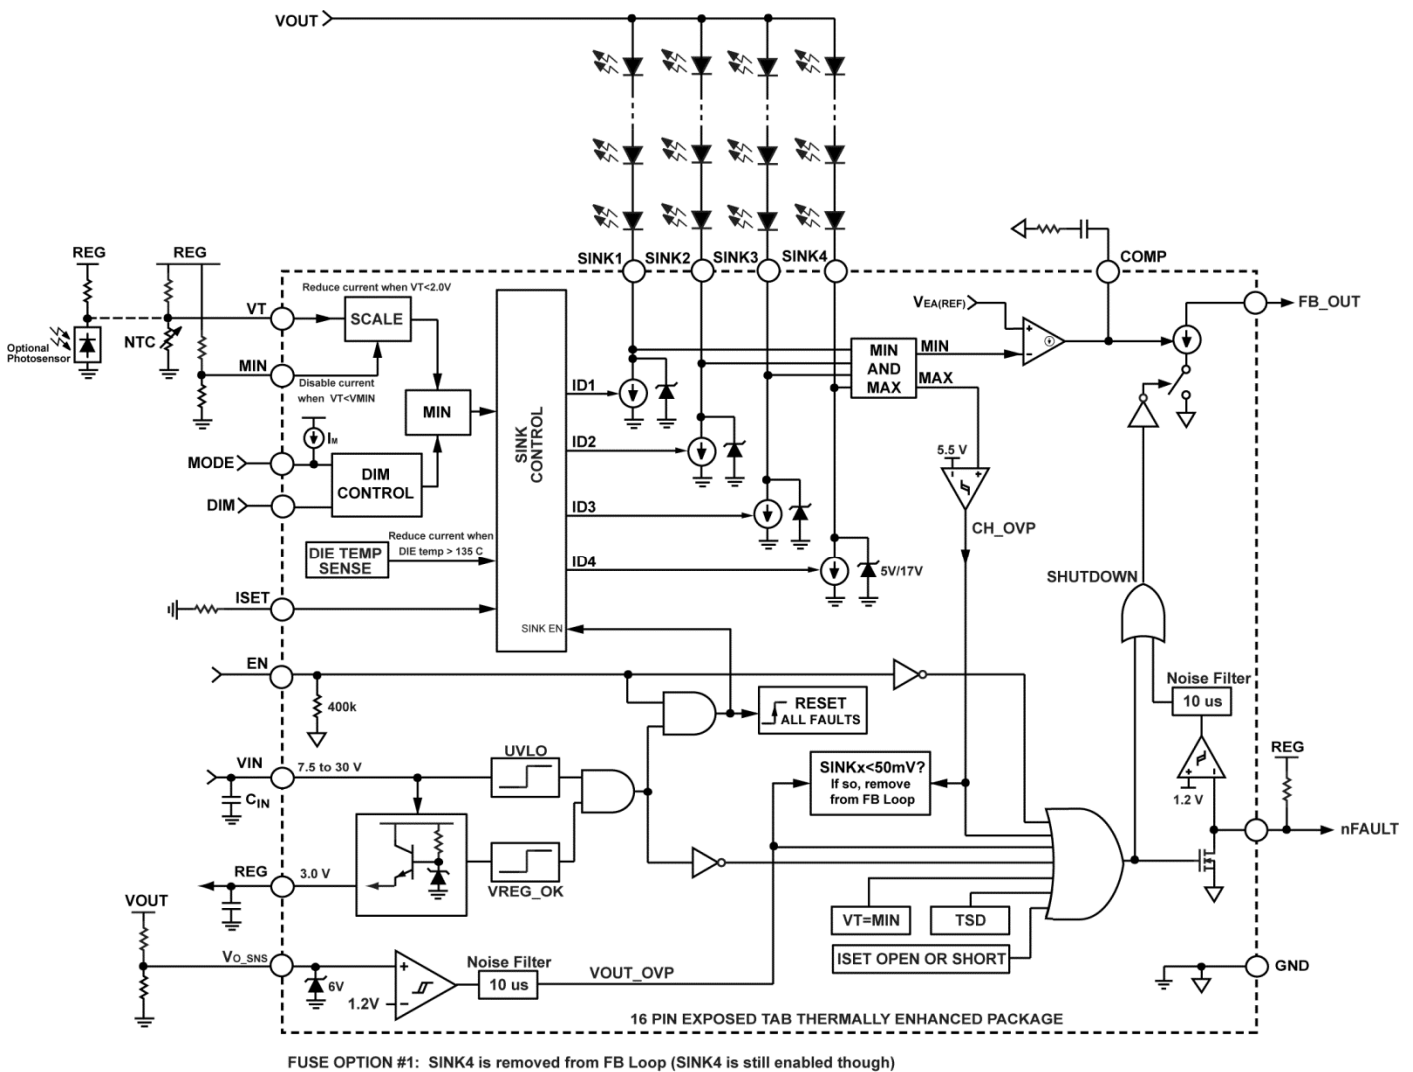 VOUT
SINK1
SINK2
SINK3
SINK4
COMP
REG
REG
Reduce current when VT<2.0V
VEA(REF)
FB_OUT
VT
SCALE
Optional
Photosensor
NTC
MIN
AND
MAX
MIN
MAX
MIN
Disable current
when VT<VMIN
MIN
ID1
IM
MODE
DIM
CONTROL
DIM
SINK
CONTROL
ID2
5.5 V
ID3
CH_OVP
Reduce current when
DIE temp > 135 C
DIE TEMP
SENSE
ID4
5V/17V
SHUTDOWN
ISET
SINK EN
EN
400k
RESET
ALL FAULTS
Noise Filter
10 us
VIN
7.5 to 30 V
CIN
UVLO
SINKx<50mV?
If so, remove
from FB Loop
REG
1.2 V
nFAULT
REG
3.0 V
VREG_OK
VOUT
VT=MIN
TSD
ISET OPEN OR SHORT
VO_SNS
6V
1.2V
Noise Filter
10 us
VOUT_OVP
GND
16 PIN EXPOSED TAB THERMALLY ENHANCED PACKAGE
FUSE OPTION #1: SINK4 is removed from FB Loop (SINK4 is still enabled though)